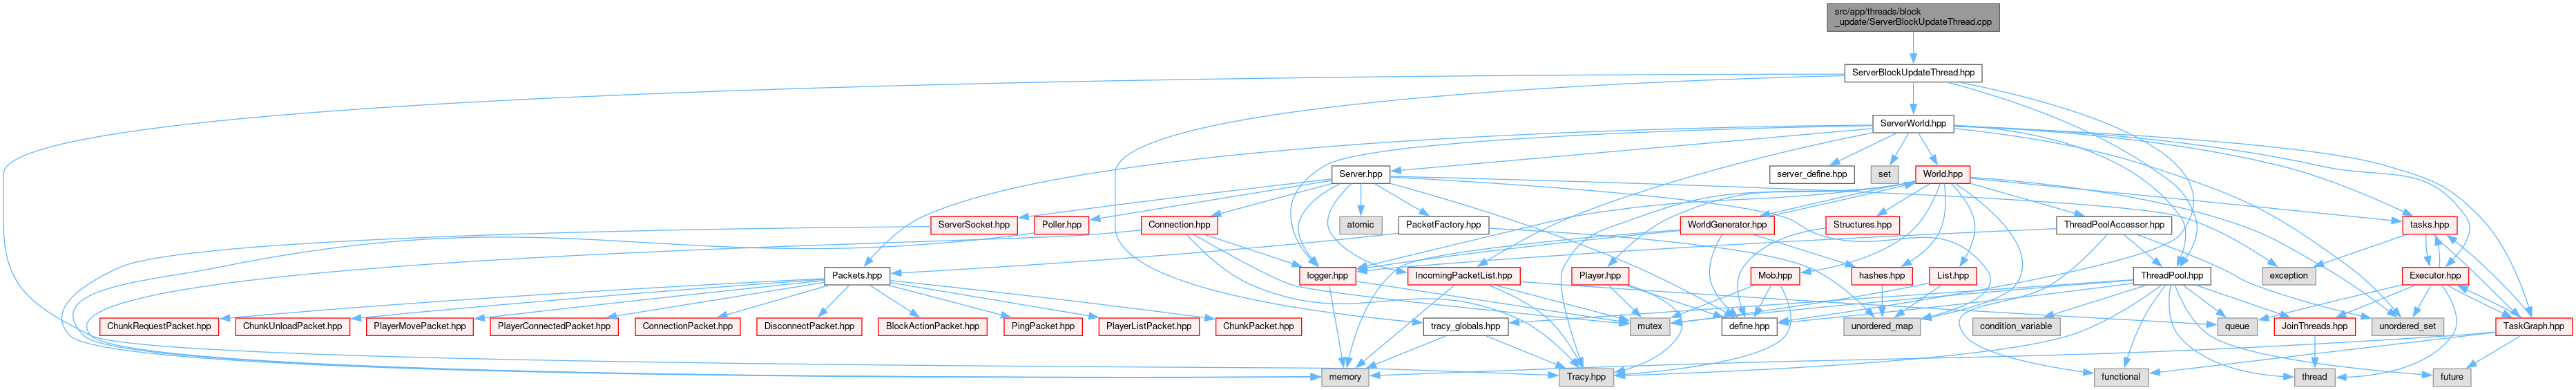 src/app/threads/block
_update/ServerBlockUpdateThread.cpp
ServerBlockUpdateThread.hpp
ServerWorld.hpp
Server.hpp
server_define.hpp
set
World.hpp
ServerSocket.hpp
Poller.hpp
Connection.hpp
atomic
PacketFactory.hpp
WorldGenerator.hpp
Structures.hpp
ThreadPoolAccessor.hpp
tasks.hpp
Packets.hpp
logger.hpp
IncomingPacketList.hpp
Player.hpp
Mob.hpp
hashes.hpp
List.hpp
ThreadPool.hpp
exception
Executor.hpp
ChunkRequestPacket.hpp
ChunkUnloadPacket.hpp
PlayerMovePacket.hpp
PlayerConnectedPacket.hpp
ConnectionPacket.hpp
DisconnectPacket.hpp
BlockActionPacket.hpp
PingPacket.hpp
PlayerListPacket.hpp
ChunkPacket.hpp
tracy_globals.hpp
mutex
define.hpp
unordered_map
condition_variable
queue
JoinThreads.hpp
unordered_set
TaskGraph.hpp
memory
Tracy.hpp
functional
thread
future